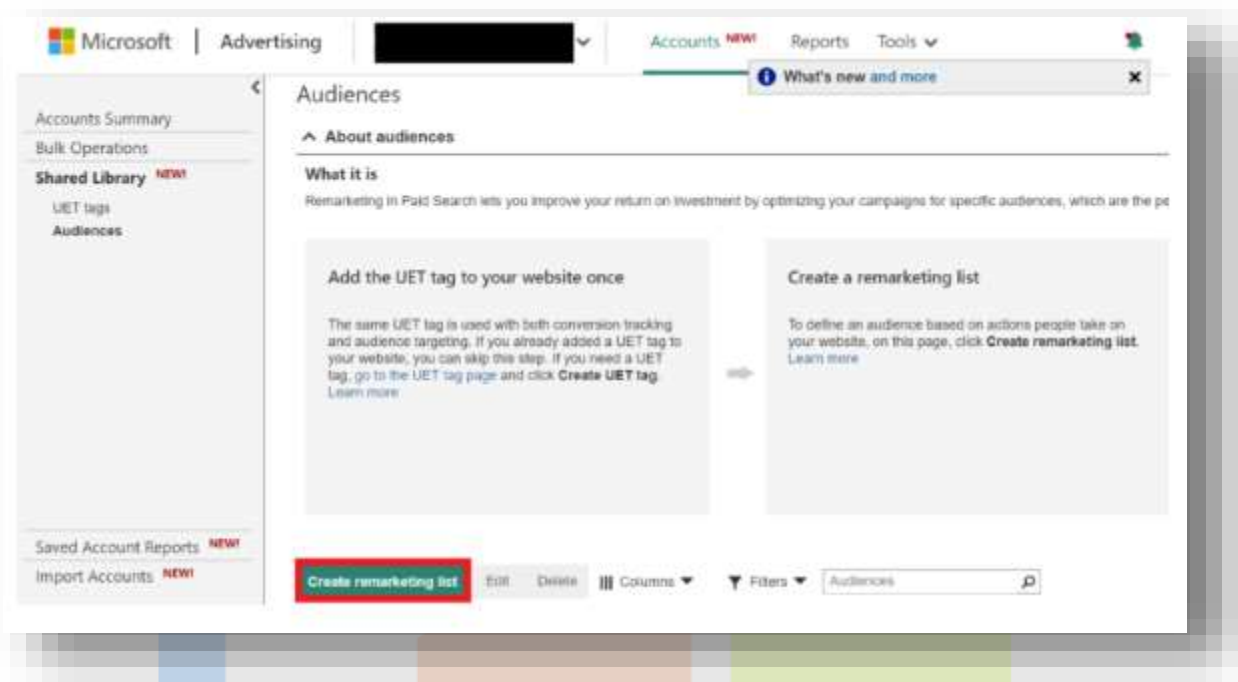 Microsoft | Advertising
Accounts NEW! Reports Tools
What's new and more
Accounts Summary
Bulk Operations
Shared Library NEW!
UET tags
Audiences
Saved Account Reports NEW!
Import Accounts NEW!
Audiences
About audiences
What it is
Remarketing in Paid Search lets you improve your return on investment by optimizing your campaigns for specific audiences, which are the pe
Add the UET tag to your website once
The same UET tag is used with both conversion tracking
and audience targeting. If you already added a UET tag to
your website, you can skip this step. If you need a UET
tag, go to the UET tag page and click Create UET tag.
Learn more
Create a remarketing list
To define an audience based on actions people take on
your website, on this page, click Create remarketing list.
Learn more
Create remarketing list Edit Delete Columns Filters Audiences